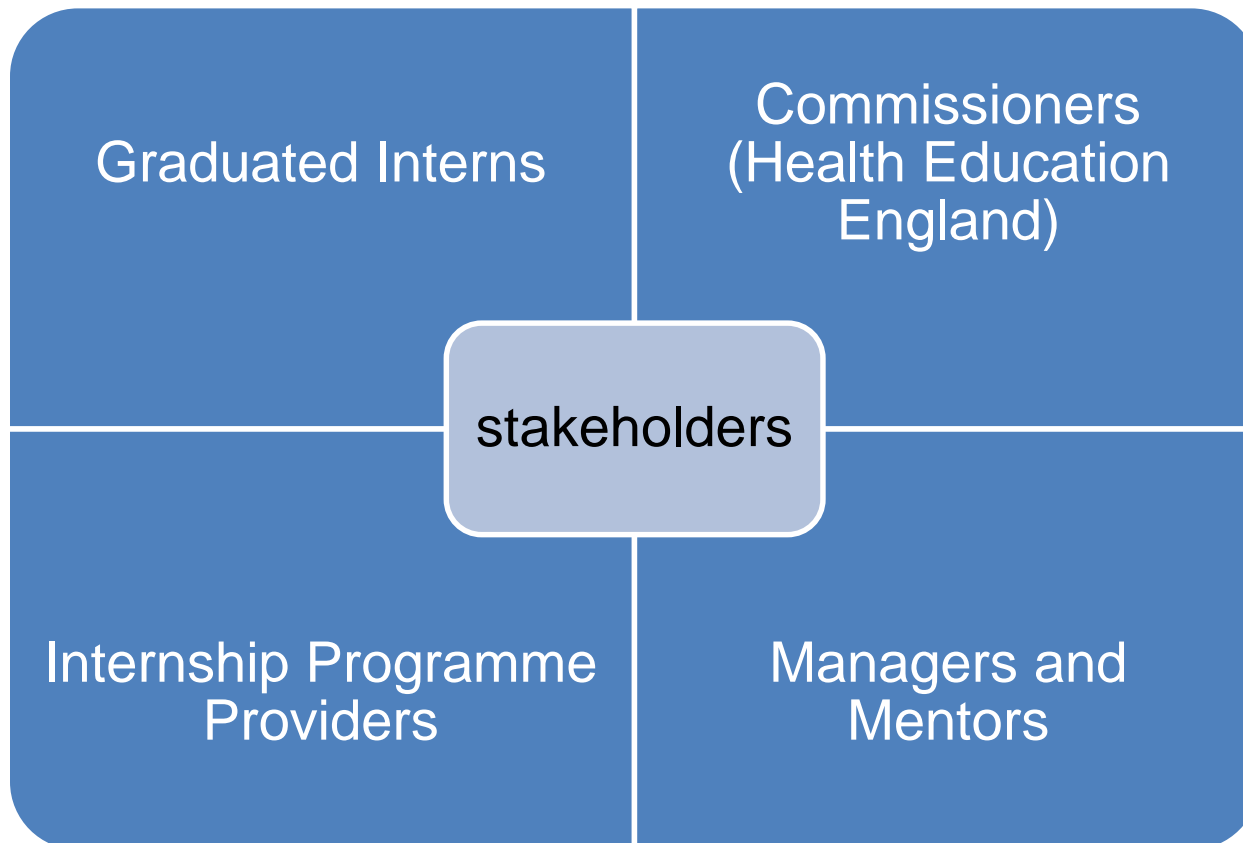 Graduated Interns
Commissioners
(Health Education
England)
stakeholders
Internship Programme
Providers
Managers and
Mentors